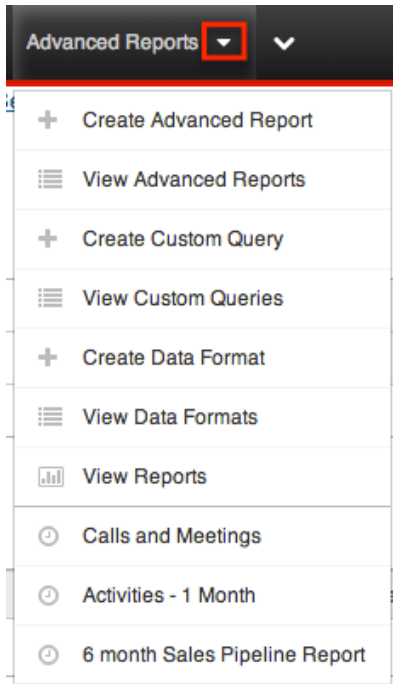 Advanced Reports
Create Advanced Report
View Advanced Reports
Create Custom Query
View Custom Queries
Create Data Format
View Data Formats
View Reports
Calls and Meetings
Activities - 1 Month
6 month Sales Pipeline Report